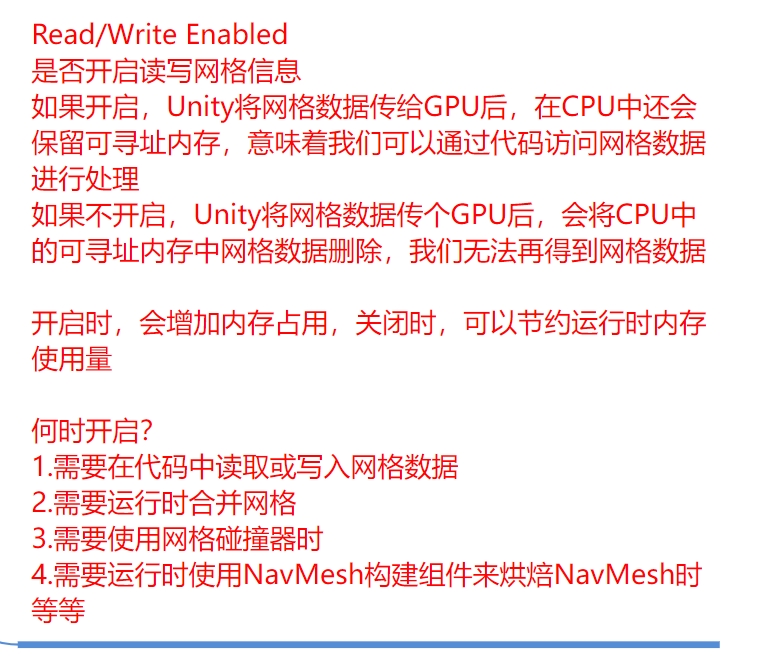 Read/Write Enabled
是否开启读写网格信息
如果开启，Unity将网格数据传给GPU后，在CPU中还会
保留可寻址内存，意味着我们可以通过代码访问网格数据
进行处理
如果不开启，Unity将网格数据传个GPU后，会将CPU中
的可寻址内存中网格数据删除，我们无法再得到网格数据
开启时，会增加内存占用，关闭时，可以节约运行时内存
使用量
何时开启？
1.需要在代码中读取或写入网格数据
2.需要运行时合并网格
3.需要使用网格碰撞器时
4.需要运行时使用NavMesh构建组件来烘焙NavMesh时
等等